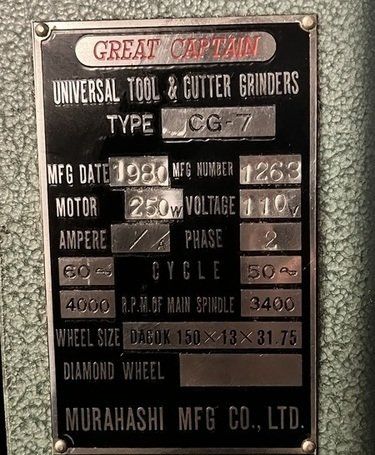 GREAT CAPTAIN
UNIVERSAL TOOL & CUTTER GRINDERS
TYPE CG-7
MFG DATE 1980 MFG NUMBER 1263
MOTOR 250W VOLTAGE 110V
AMPERE A PHASE 2
60~ CYCLE 50~
4000 R.P.M. OF MAIN SPINDLE 3400
WHEEL SIZE DA60K 150×13×31.75
DIAMOND WHEEL
MURAHASHI MFG CO., LTD.